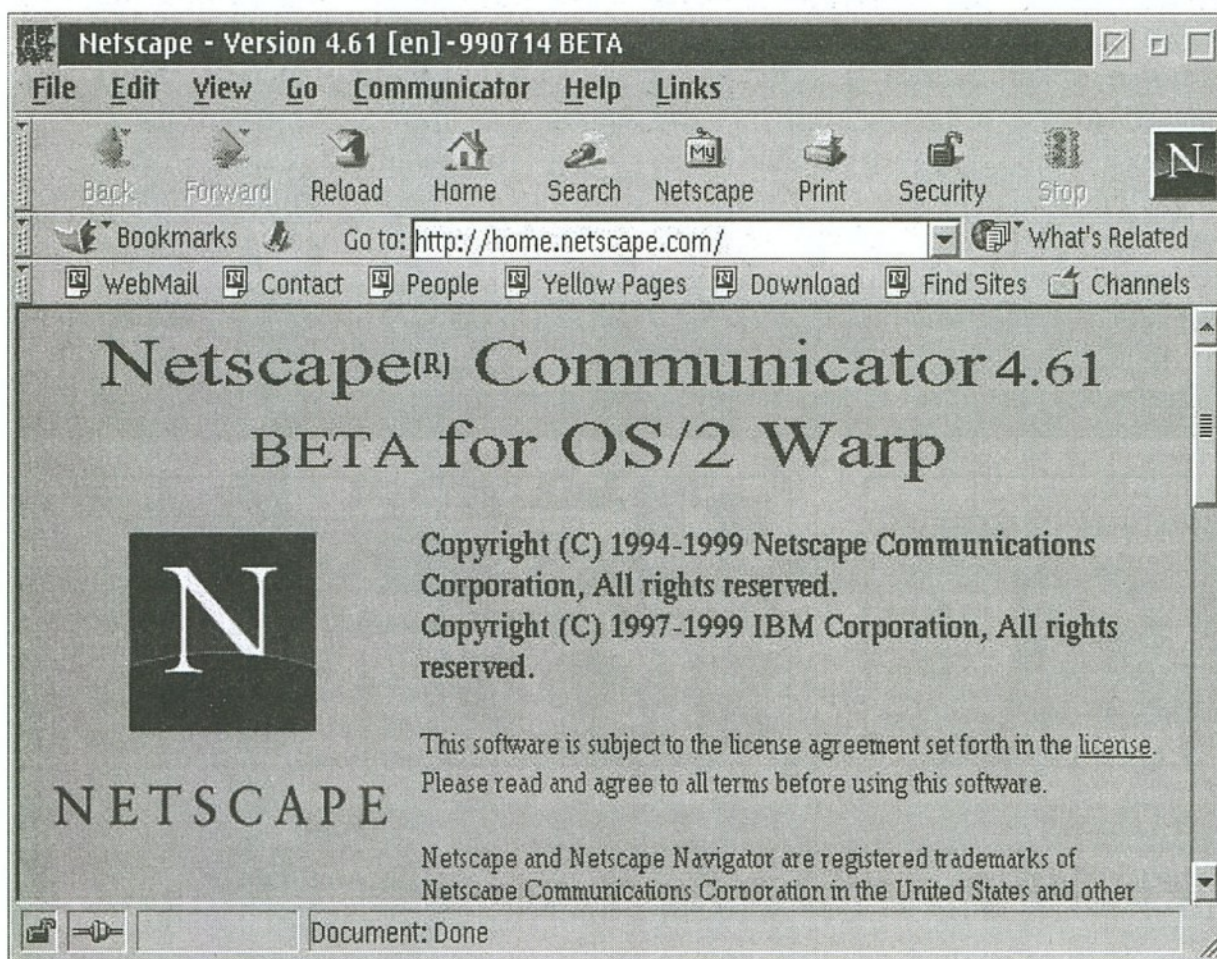 Netscape - Version 4.61 [en]-990714 BETA
File Edit View Go Communicator Help Links
Back Forward Reload Home Search Netscape Print Security Stop
My
N
Bookmarks Go to: http://home.netscape.com/ What's Related
WebMail Contact People Yellow Pages Download Find Sites Channels
Netscape(R) Communicator 4.61
BETA for OS/2 Warp
Copyright (C) 1994-1999 Netscape Communications
Corporation, All rights reserved.
Copyright (C) 1997-1999 IBM Corporation, All rights
reserved.
N
NETSCAPE
This software is subject to the license agreement set forth in the license.
Please read and agree to all terms before using this software.
Netscape and Netscape Navigator are registered trademarks of
Netscape Communications Corporation in the United States and other
Document: Done